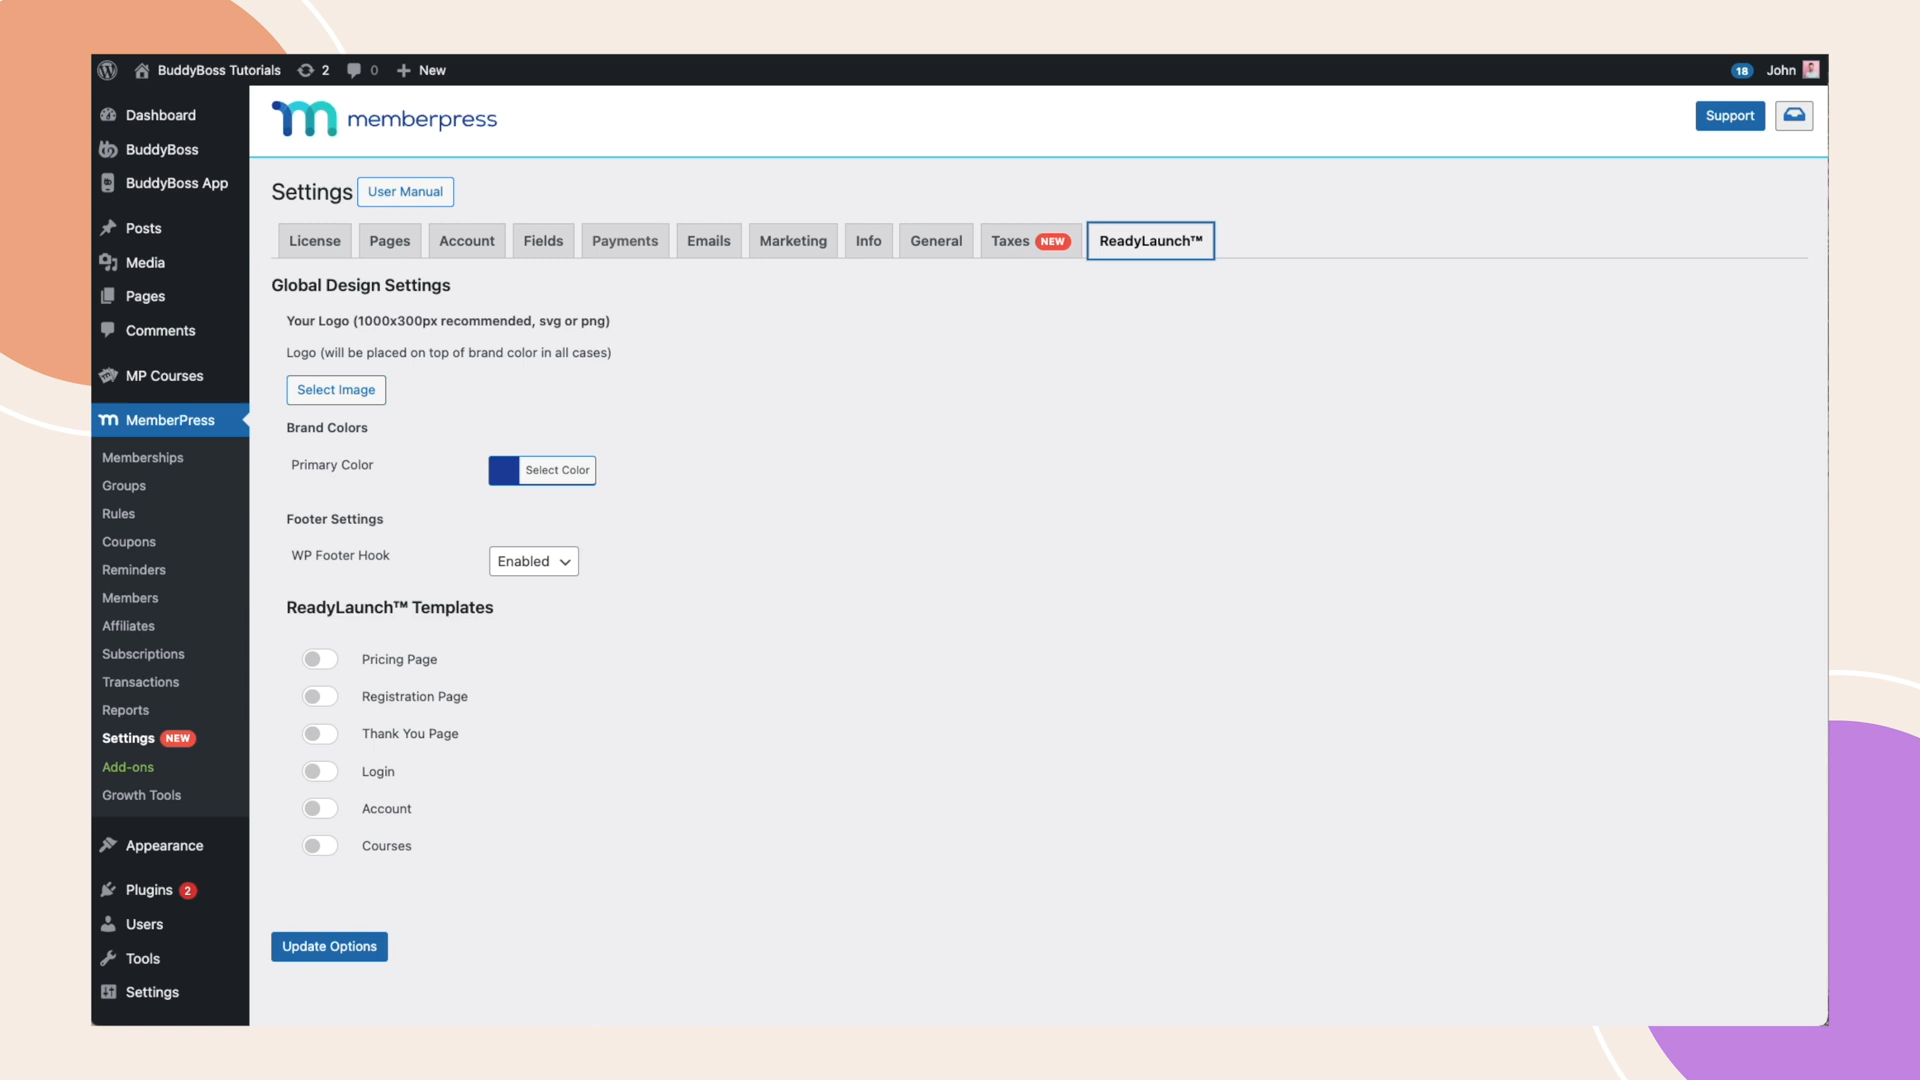 BuddyBoss Tutorials 2 0 New 18 John
Dashboard
BuddyBoss
BuddyBoss App
Posts
Media
Pages
Comments
MP Courses
MemberPress
Memberships
Groups
Rules
Coupons
Reminders
Members
Affiliates
Subscriptions
Transactions
Reports
Settings NEW
Add-ons
Growth Tools
Appearance
Plugins 2
Users
Tools
Settings
memberpress
Support
Settings User Manual
License Pages Account Fields Payments Emails Marketing Info General Taxes NEW ReadyLaunch™
Global Design Settings
Your Logo (1000x300px recommended, svg or png)
Logo (will be placed on top of brand color in all cases)
Select Image
Brand Colors
Primary Color Select Color
Footer Settings
WP Footer Hook Enabled
ReadyLaunch™ Templates
Pricing Page
Registration Page
Thank You Page
Login
Account
Courses
Update Options